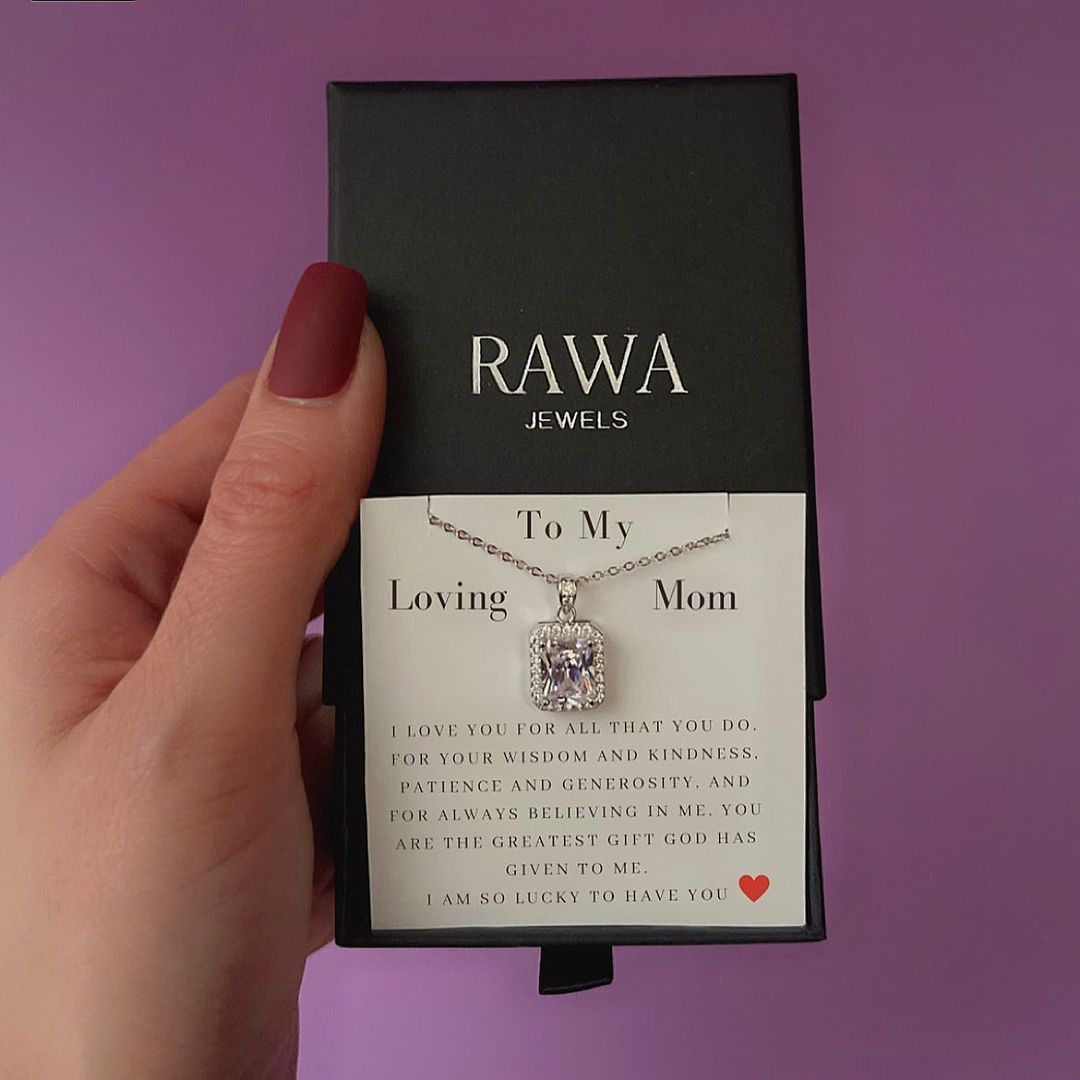 RAWA
JEWELS
To My
Loving Mom
I LOVE YOU FOR ALL THAT YOU DO.
FOR YOUR WISDOM AND KINDNESS,
PATIENCE AND GENEROSITY, AND
FOR ALWAYS BELIEVING IN ME. YOU
ARE THE GREATEST GIFT GOD HAS
GIVEN TO ME.
I AM SO LUCKY TO HAVE YOU